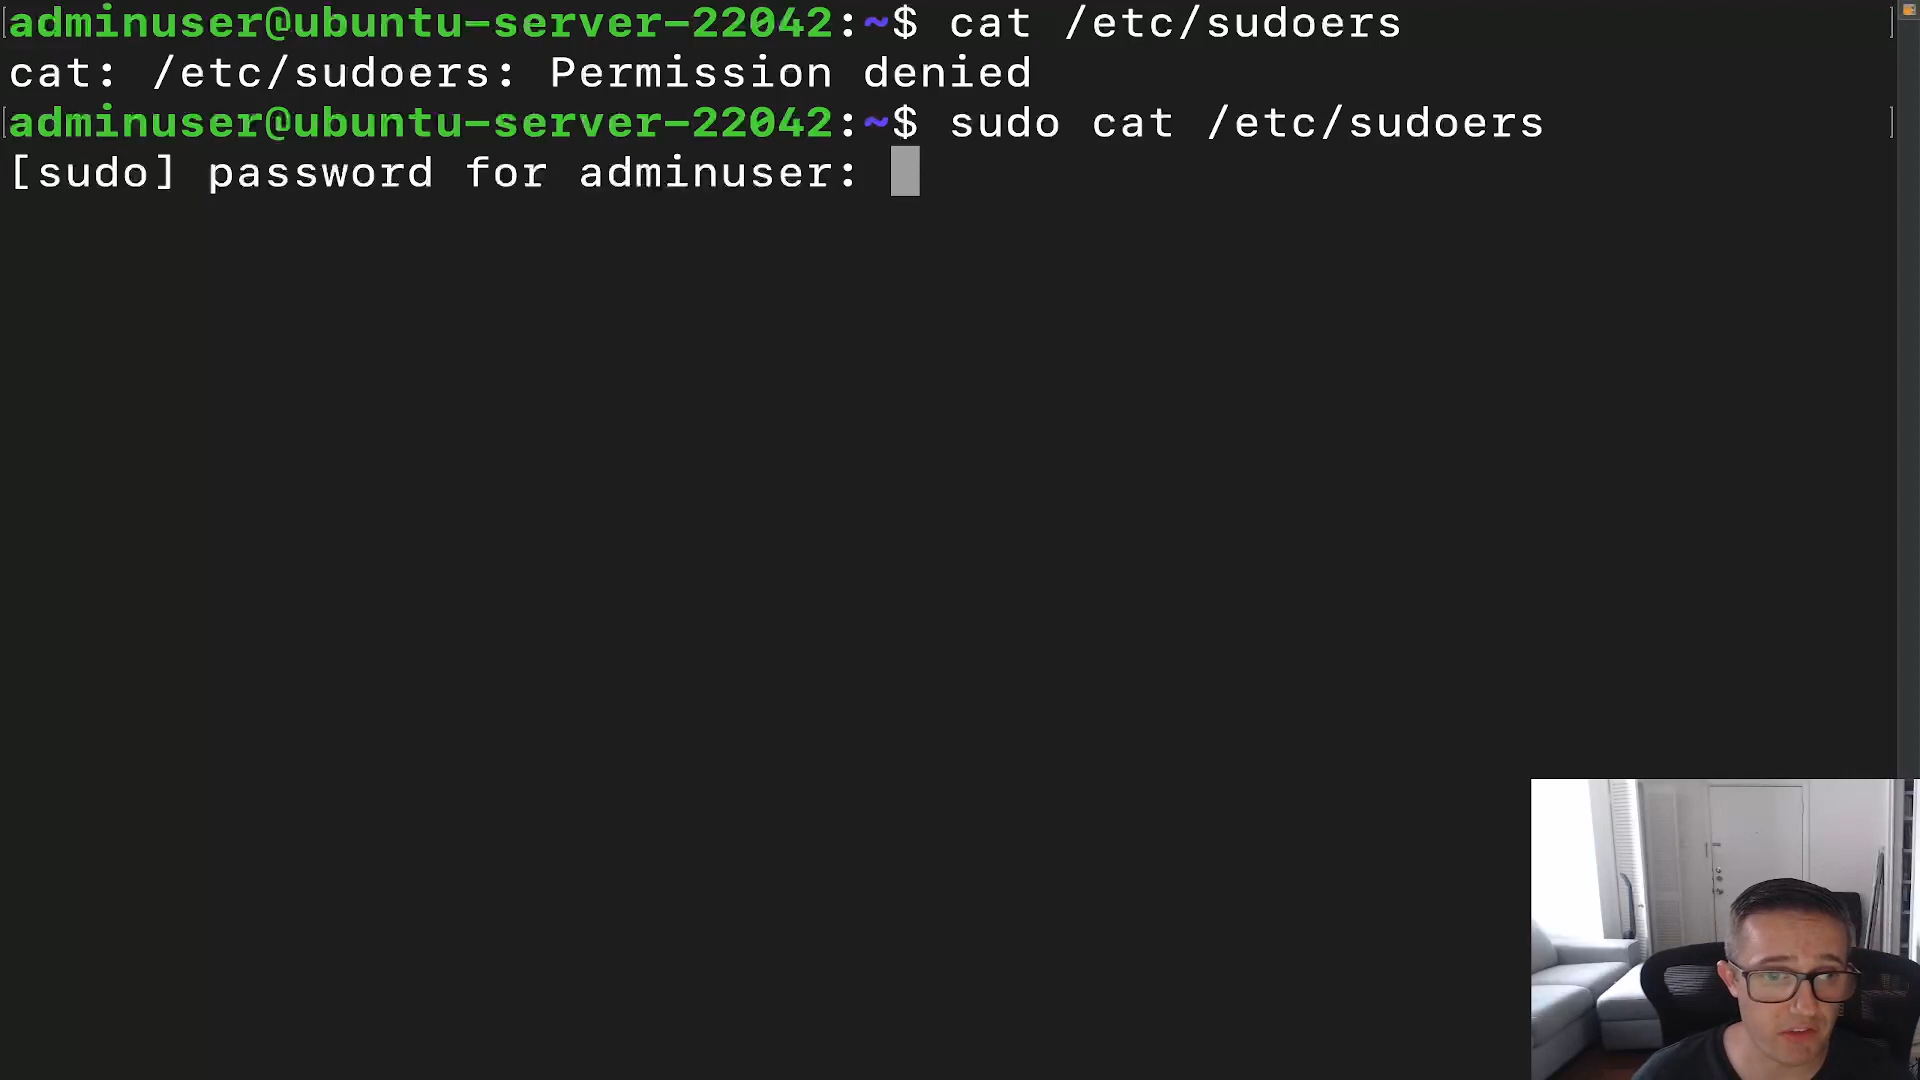 adminuser@ubuntu-server-22042:~$ cat /etc/sudoers
cat: /etc/sudoers: Permission denied
adminuser@ubuntu-server-22042:~$ sudo cat /etc/sudoers
[sudo] password for adminuser: